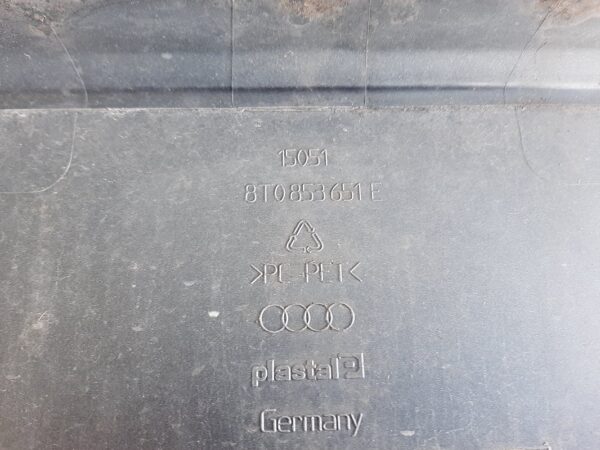 15051
8T0 853 651 E
>PC-PET<
plastal
Germany